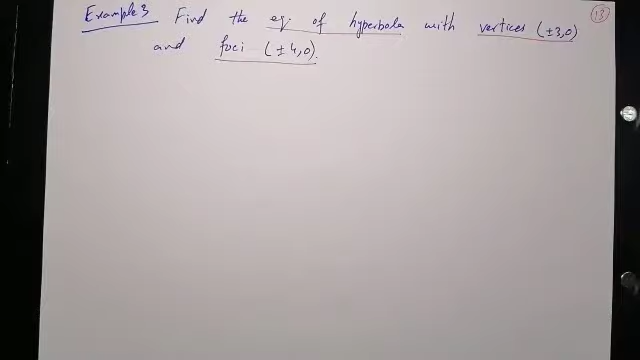 Example 3 Find the eq. of hyperbola with vertices (±3,0) 13
and foci (±4,0).